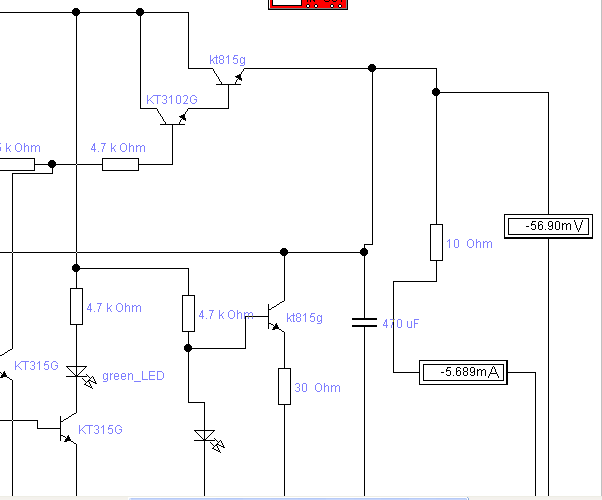 kt815g
KT3102G
k Ohm
4.7 k Ohm
-56.90mV
10 Ohm
4.7 k Ohm
4.7 k Ohm
kt815g
470 uF
KT315G
green_LED
-5.689mA
30 Ohm
KT315G